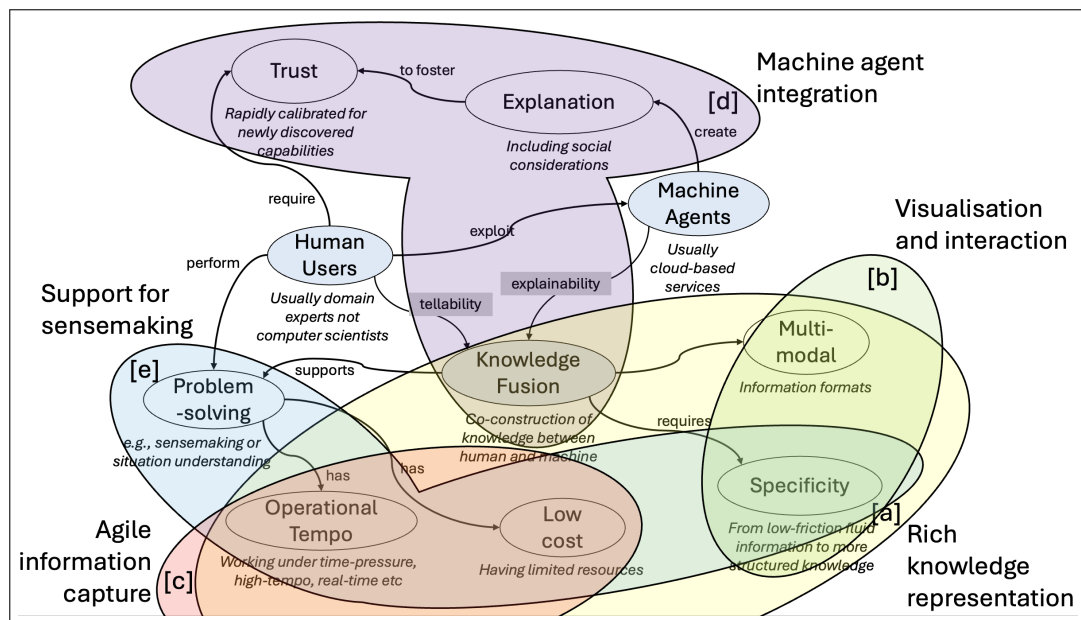 Trust
to foster
Explanation
[d]
Machine agent
integration
Rapidly calibrated for
newly discovered
capabilities
Including social
considerations
create
Machine
Agents
require
exploit
Human
Users
perform
Usually
cloud-based
services
Visualisation
and interaction
[b]
explainability
tellability
Usually domain
experts not
computer scientists
Support for
sensemaking
[e]
Problem
-solving
supports
Knowledge
Fusion
Multi-
modal
Information formats
requires
Co-construction of
knowledge between
human and machine
e.g., sensemaking or
situation understanding
has
has
Specificity
[a]
From low-friction fluid
information to more
structured knowledge
Operational
Tempo
Low
cost
Working under time-pressure,
high-tempo, real-time etc
Having limited resources
Agile
information
capture
[c]
Rich
knowledge
representation